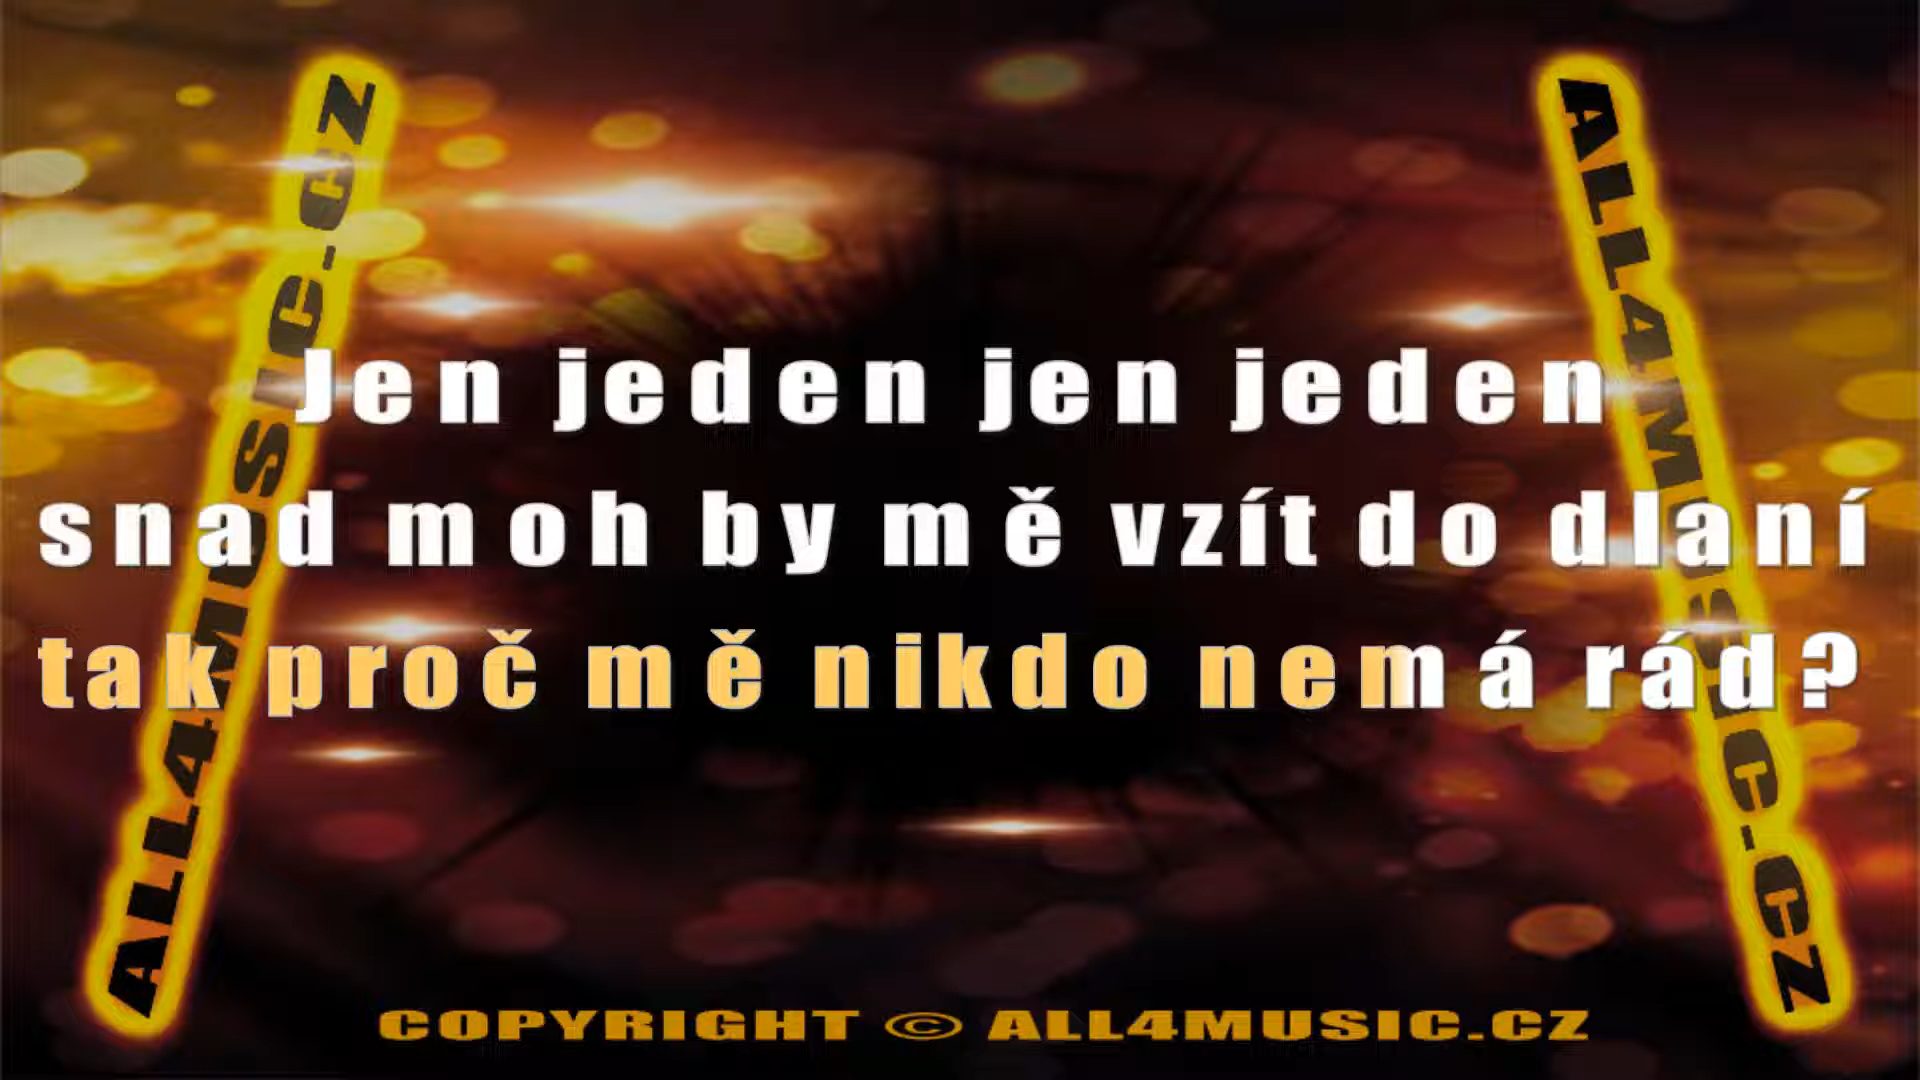 ALL4MUSIC.CZ
ALL4MUSIC.CZ
Jen jeden jen jeden
snad moh by mě vzít do dlaní
tak proč mě nikdo nemá rád?
COPYRIGHT © ALL4MUSIC.CZ